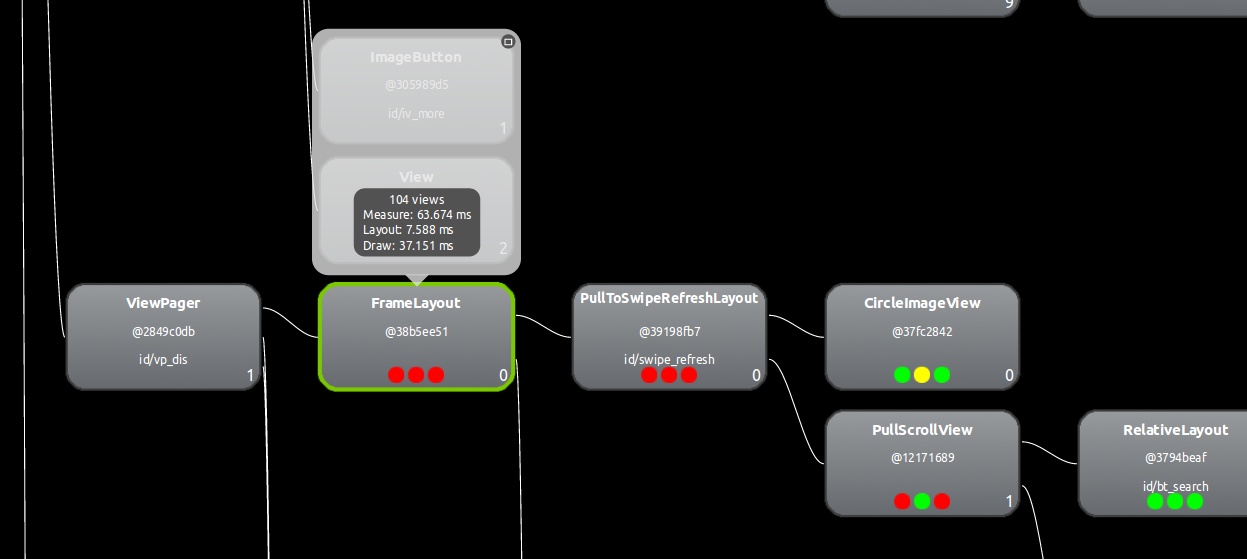 9
ImageButton
@305989d5
id/iv_more
1
View
104 views
Measure: 63.674 ms
Layout: 7.588 ms
Draw: 37.151 ms
2
ViewPager
@2849c0db
id/vp_dis
1
FrameLayout
@38b5ee51
0
PullToSwipeRefreshLayout
@39198fb7
id/swipe_refresh
0
CircleImageView
@37fc2842
0
PullScrollView
@12171689
1
RelativeLayout
@3794beaf
id/bt_search